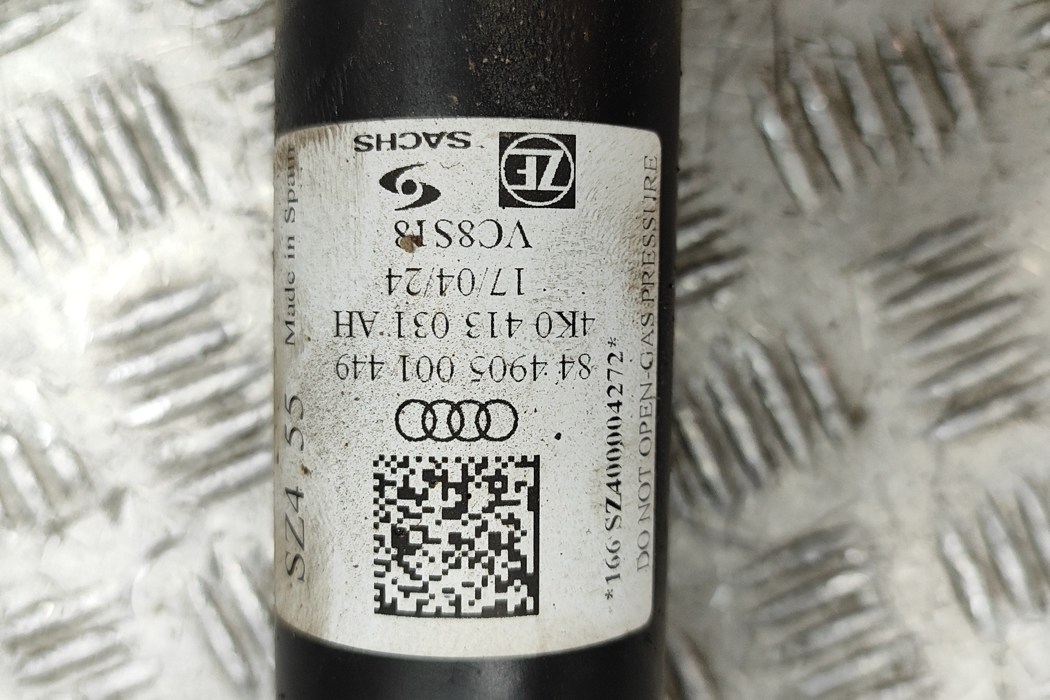 84 4905 001 449
4K0 413 031 AH
17/04/24
VC8S18
ZF SACHS
SZ4 55 Made in Spain
*166 SZ4000004272*
DO NOT OPEN-GAS PRESSURE